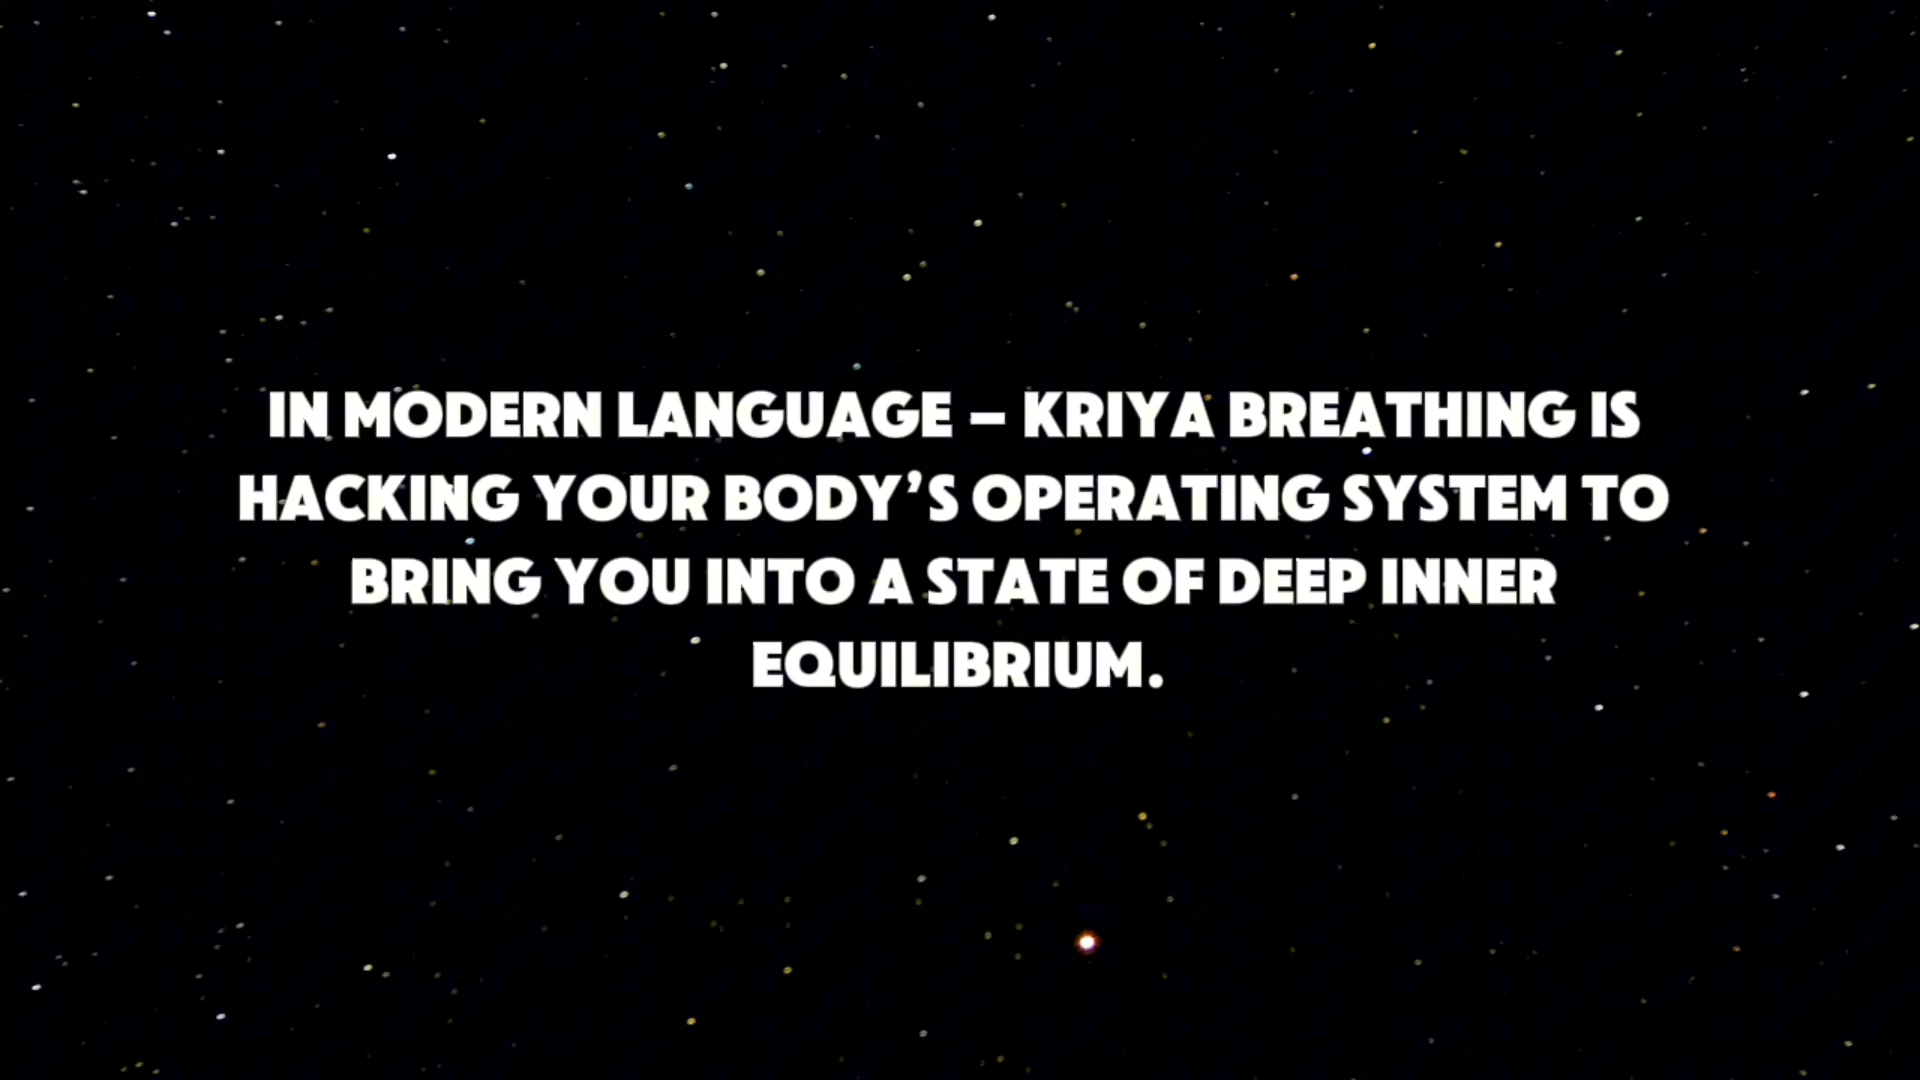 IN MODERN LANGUAGE – KRIYA BREATHING IS
HACKING YOUR BODY’S OPERATING SYSTEM TO
BRING YOU INTO A STATE OF DEEP INNER
EQUILIBRIUM.